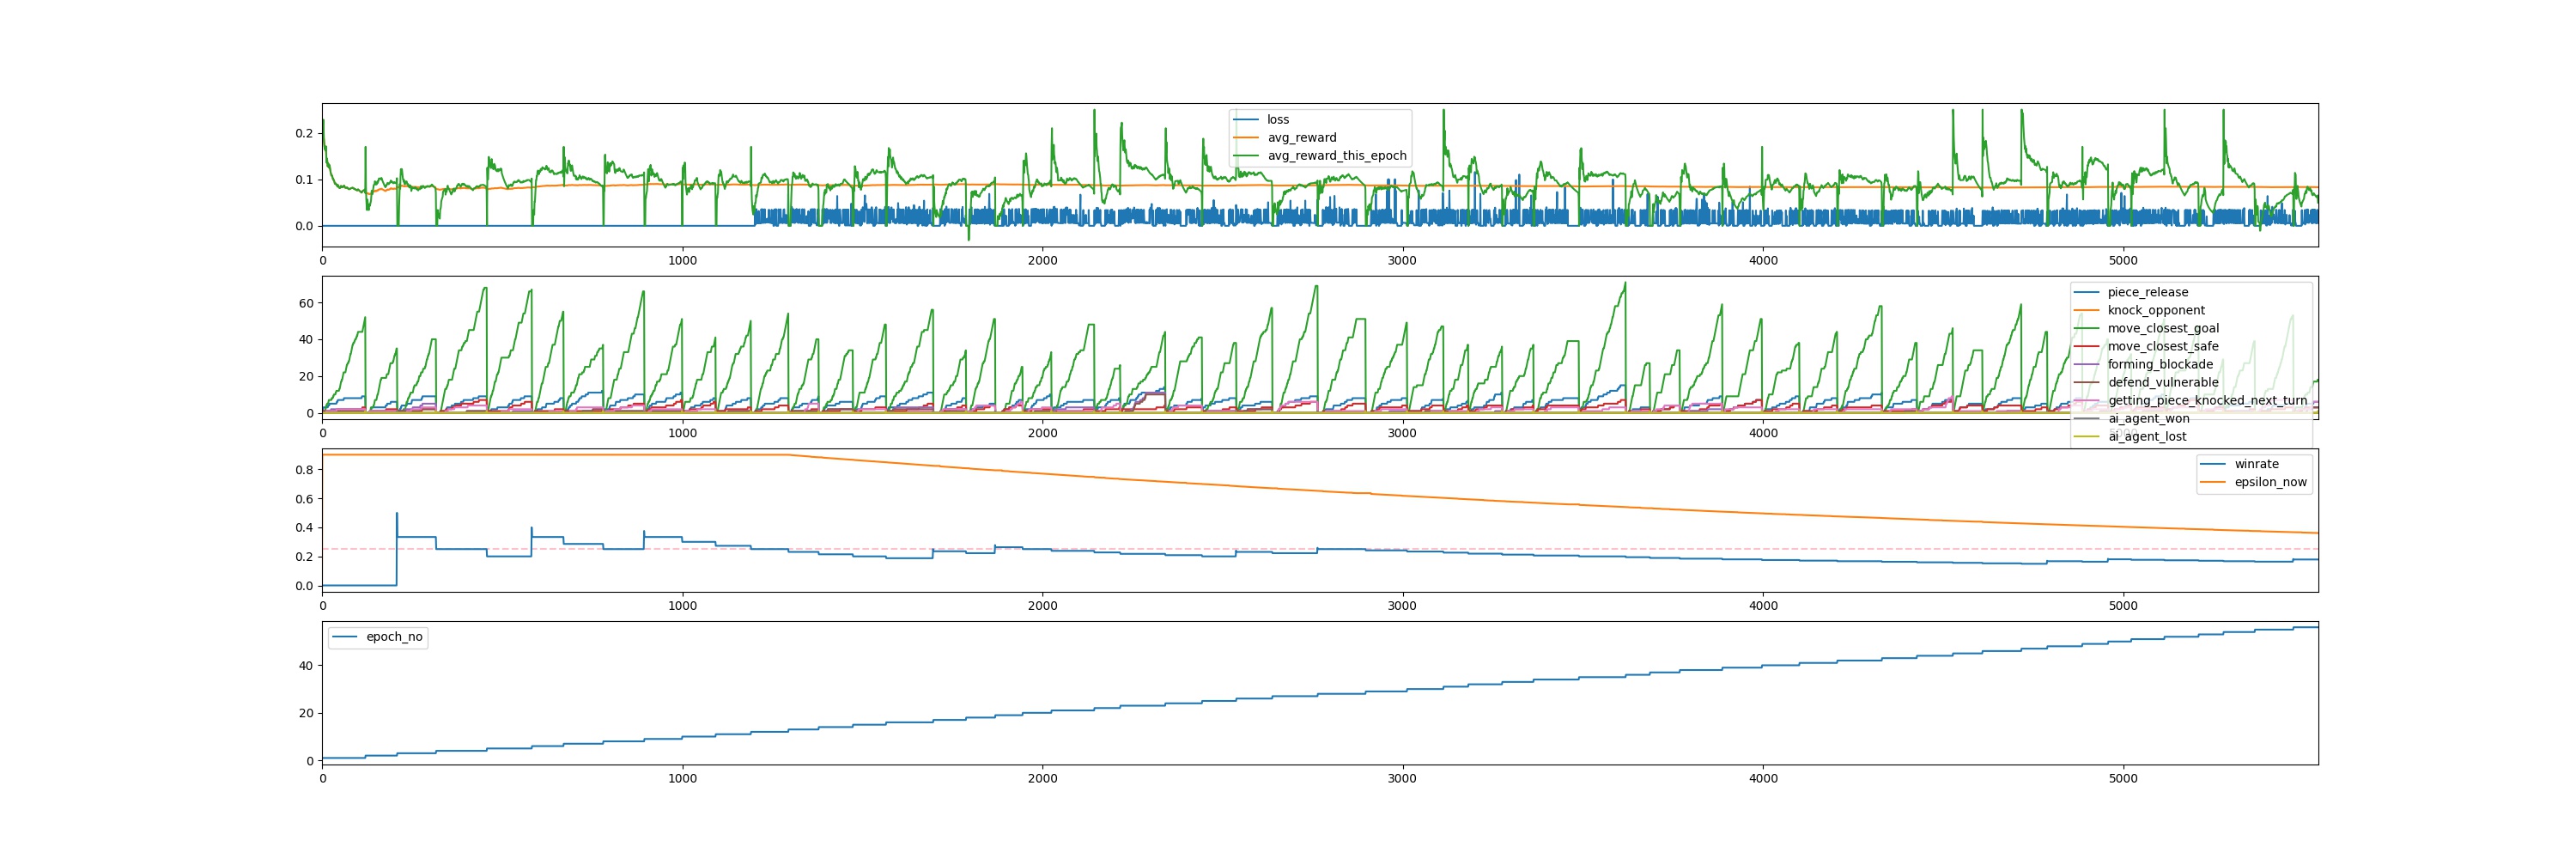 0.2
0.1
0.0
loss
avg_reward
avg_reward_this_epoch
0 1000 2000 3000 4000 5000
60
40
20
0
piece_release
knock_opponent
move_closest_goal
move_closest_safe
forming_blockade
defend_vulnerable
getting_piece_knocked_next_turn
ai_agent_won
ai_agent_lost
0 1000 2000 3000 4000 5000
0.8
0.6
0.4
0.2
0.0
winrate
epsilon_now
0 1000 2000 3000 4000 5000
40
20
0
epoch_no
0 1000 2000 3000 4000 5000